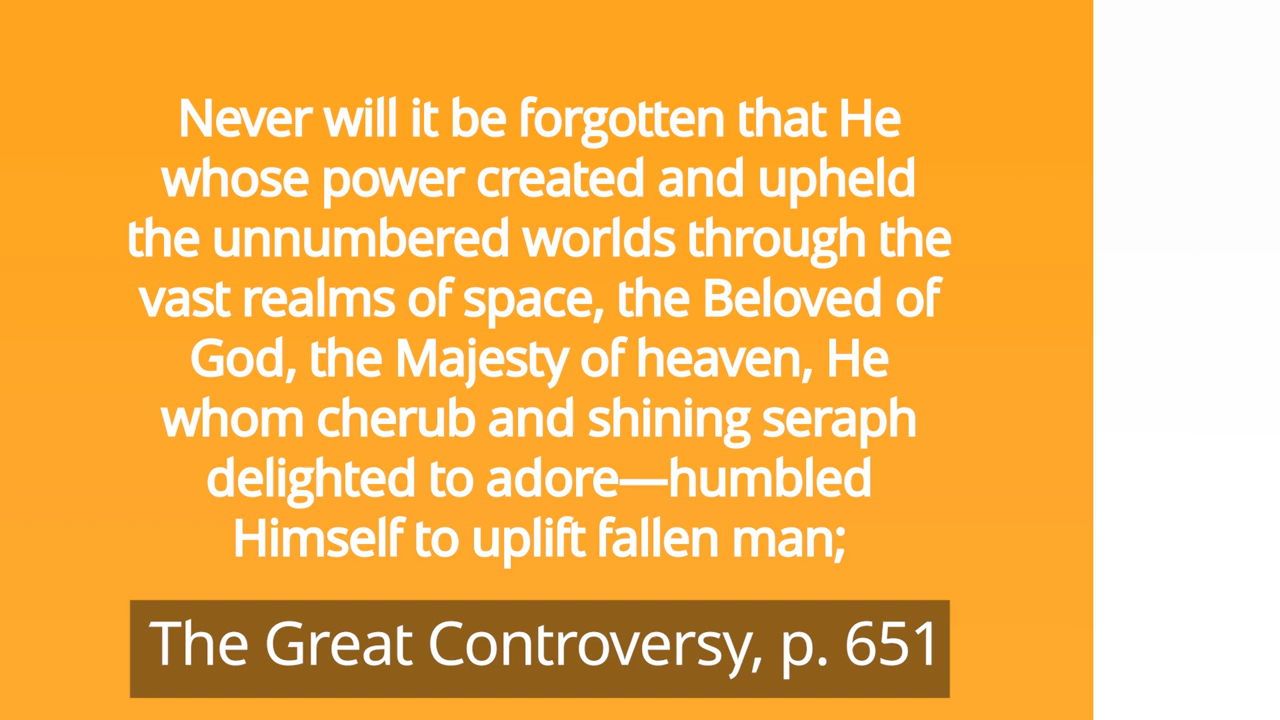 Never will it be forgotten that He
whose power created and upheld
the unnumbered worlds through the
vast realms of space, the Beloved of
God, the Majesty of heaven, He
whom cherub and shining seraph
delighted to adore—humbled
Himself to uplift fallen man;
The Great Controversy, p. 651